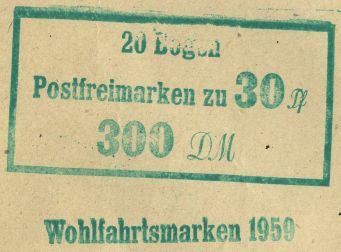 20 Bogen
Postfreimarken zu 30 Pf
300 DM
Wohlfahrtsmarken 1959